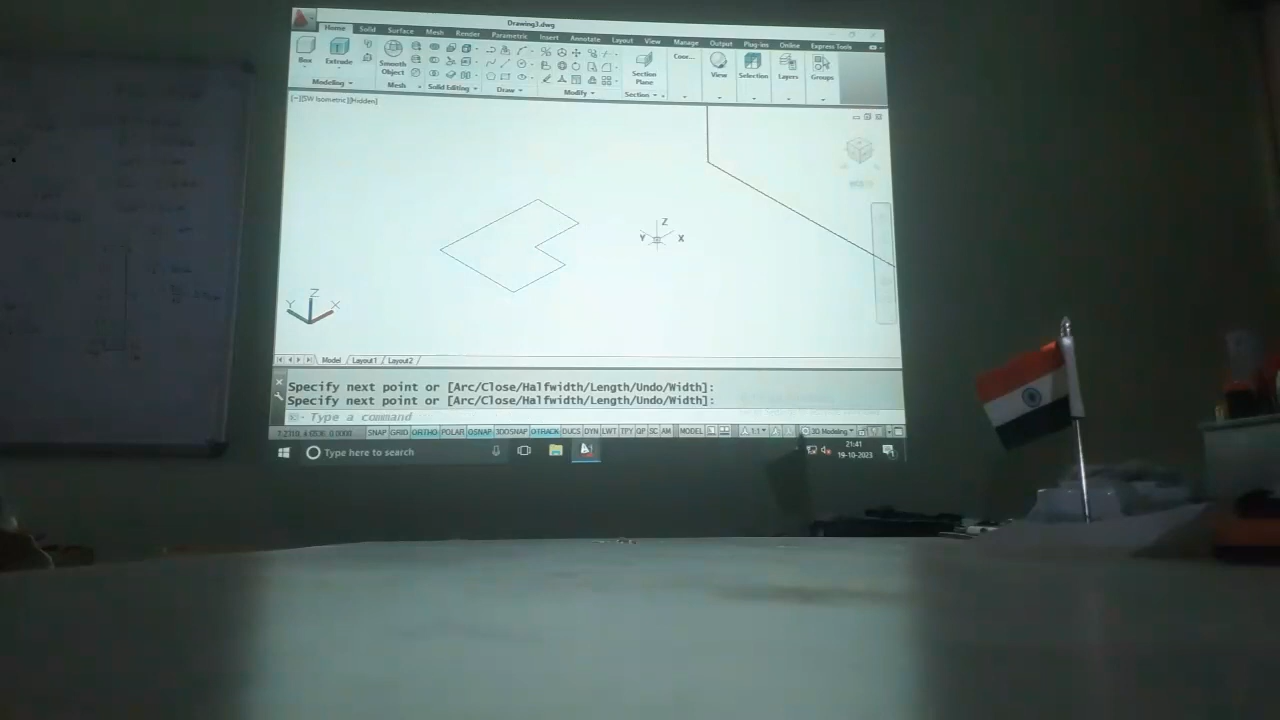 Drawing3.dwg
Home Solid Surface Mesh Render Parametric Insert Annotate Layout View Manage Output Plug-ins Online Express Tools
Box Extrude Smooth Object Section Plane Coor... View Selection Layers Groups
Modeling Mesh Solid Editing Draw Modify Section
[−][SW Isometric][Hidden]
Z
Y X
Z
Y X
Model Layout1 Layout2
Specify next point or [Arc/Close/Halfwidth/Length/Undo/Width]:
Specify next point or [Arc/Close/Halfwidth/Length/Undo/Width]:
Type a command
SNAP GRID ORTHO POLAR OSNAP 3DOSNAP OTRACK DUCS DYN LWT TPY QP SC AM MODEL 1:1 3D Modeling
Type here to search
21:41
19-10-2023